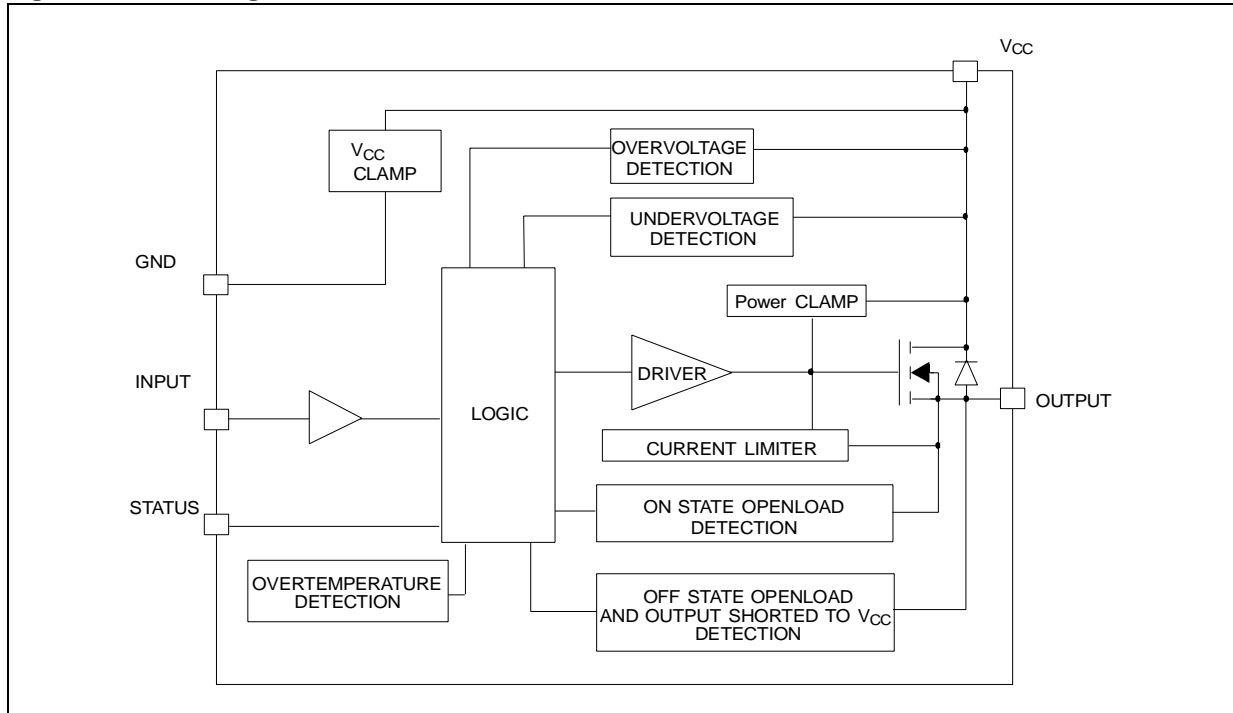 VCC
VCC
CLAMP
OVERVOLTAGE
DETECTION
UNDERVOLTAGE
DETECTION
GND
Power CLAMP
INPUT
DRIVER
LOGIC
OUTPUT
CURRENT LIMITER
STATUS
ON STATE OPENLOAD
DETECTION
OVERTEMPERATURE
DETECTION
OFF STATE OPENLOAD
AND OUTPUT SHORTED TO VCC
DETECTION